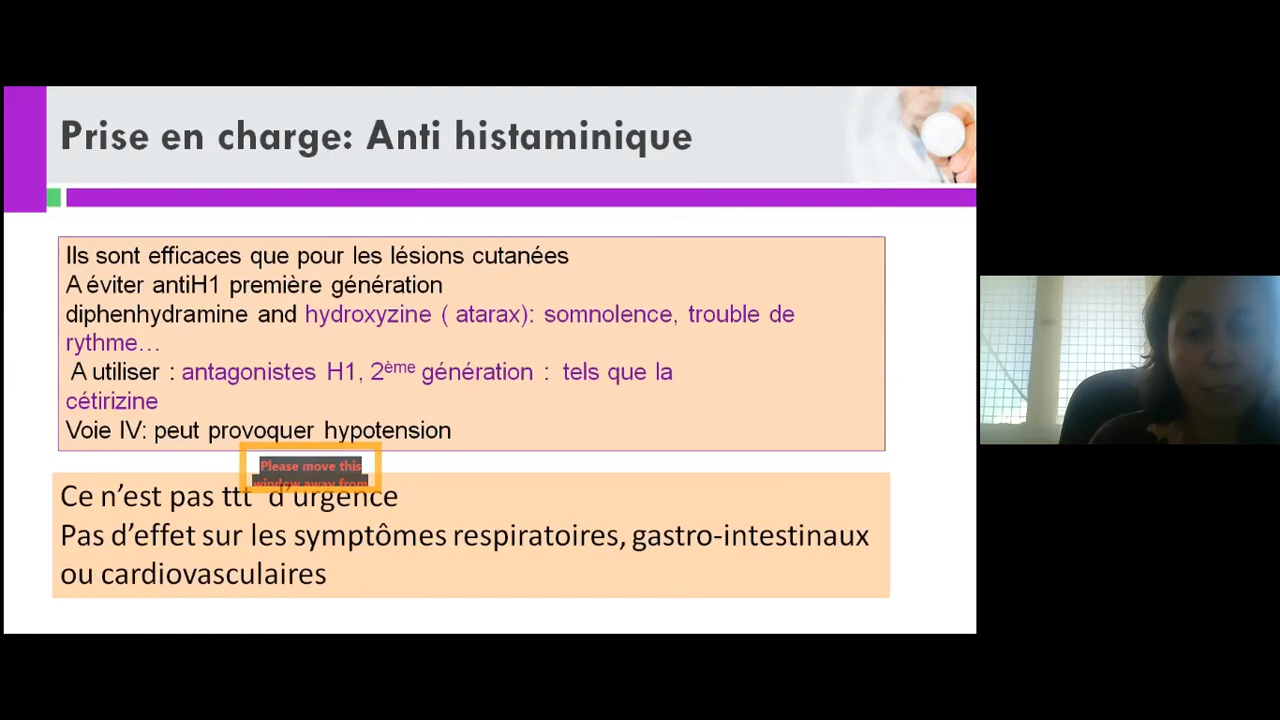 Prise en charge: Anti histaminique
Ils sont efficaces que pour les lésions cutanées
A éviter antiH1 première génération
diphenhydramine and hydroxyzine ( atarax): somnolence, trouble de
rythme…
A utiliser : antagonistes H1, 2ème génération : tels que la
cétirizine
Voie IV: peut provoquer hypotension
Please move this
window away from
Ce n’est pas ttt d’urgence
Pas d’effet sur les symptômes respiratoires, gastro-intestinaux
ou cardiovasculaires